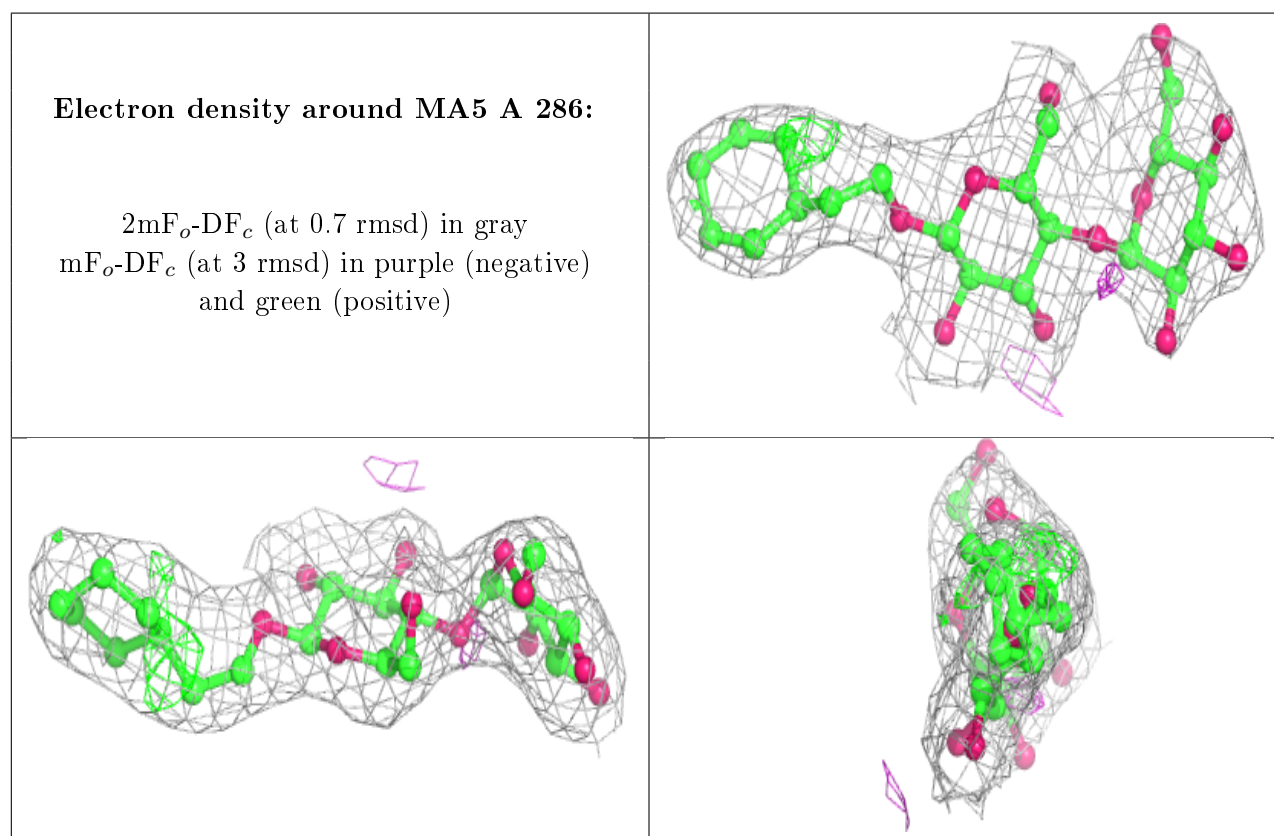 Electron density around MA5 A 286:
2mFₒ-DF𝑐 (at 0.7 rmsd) in gray
mFₒ-DF𝑐 (at 3 rmsd) in purple (negative)
and green (positive)